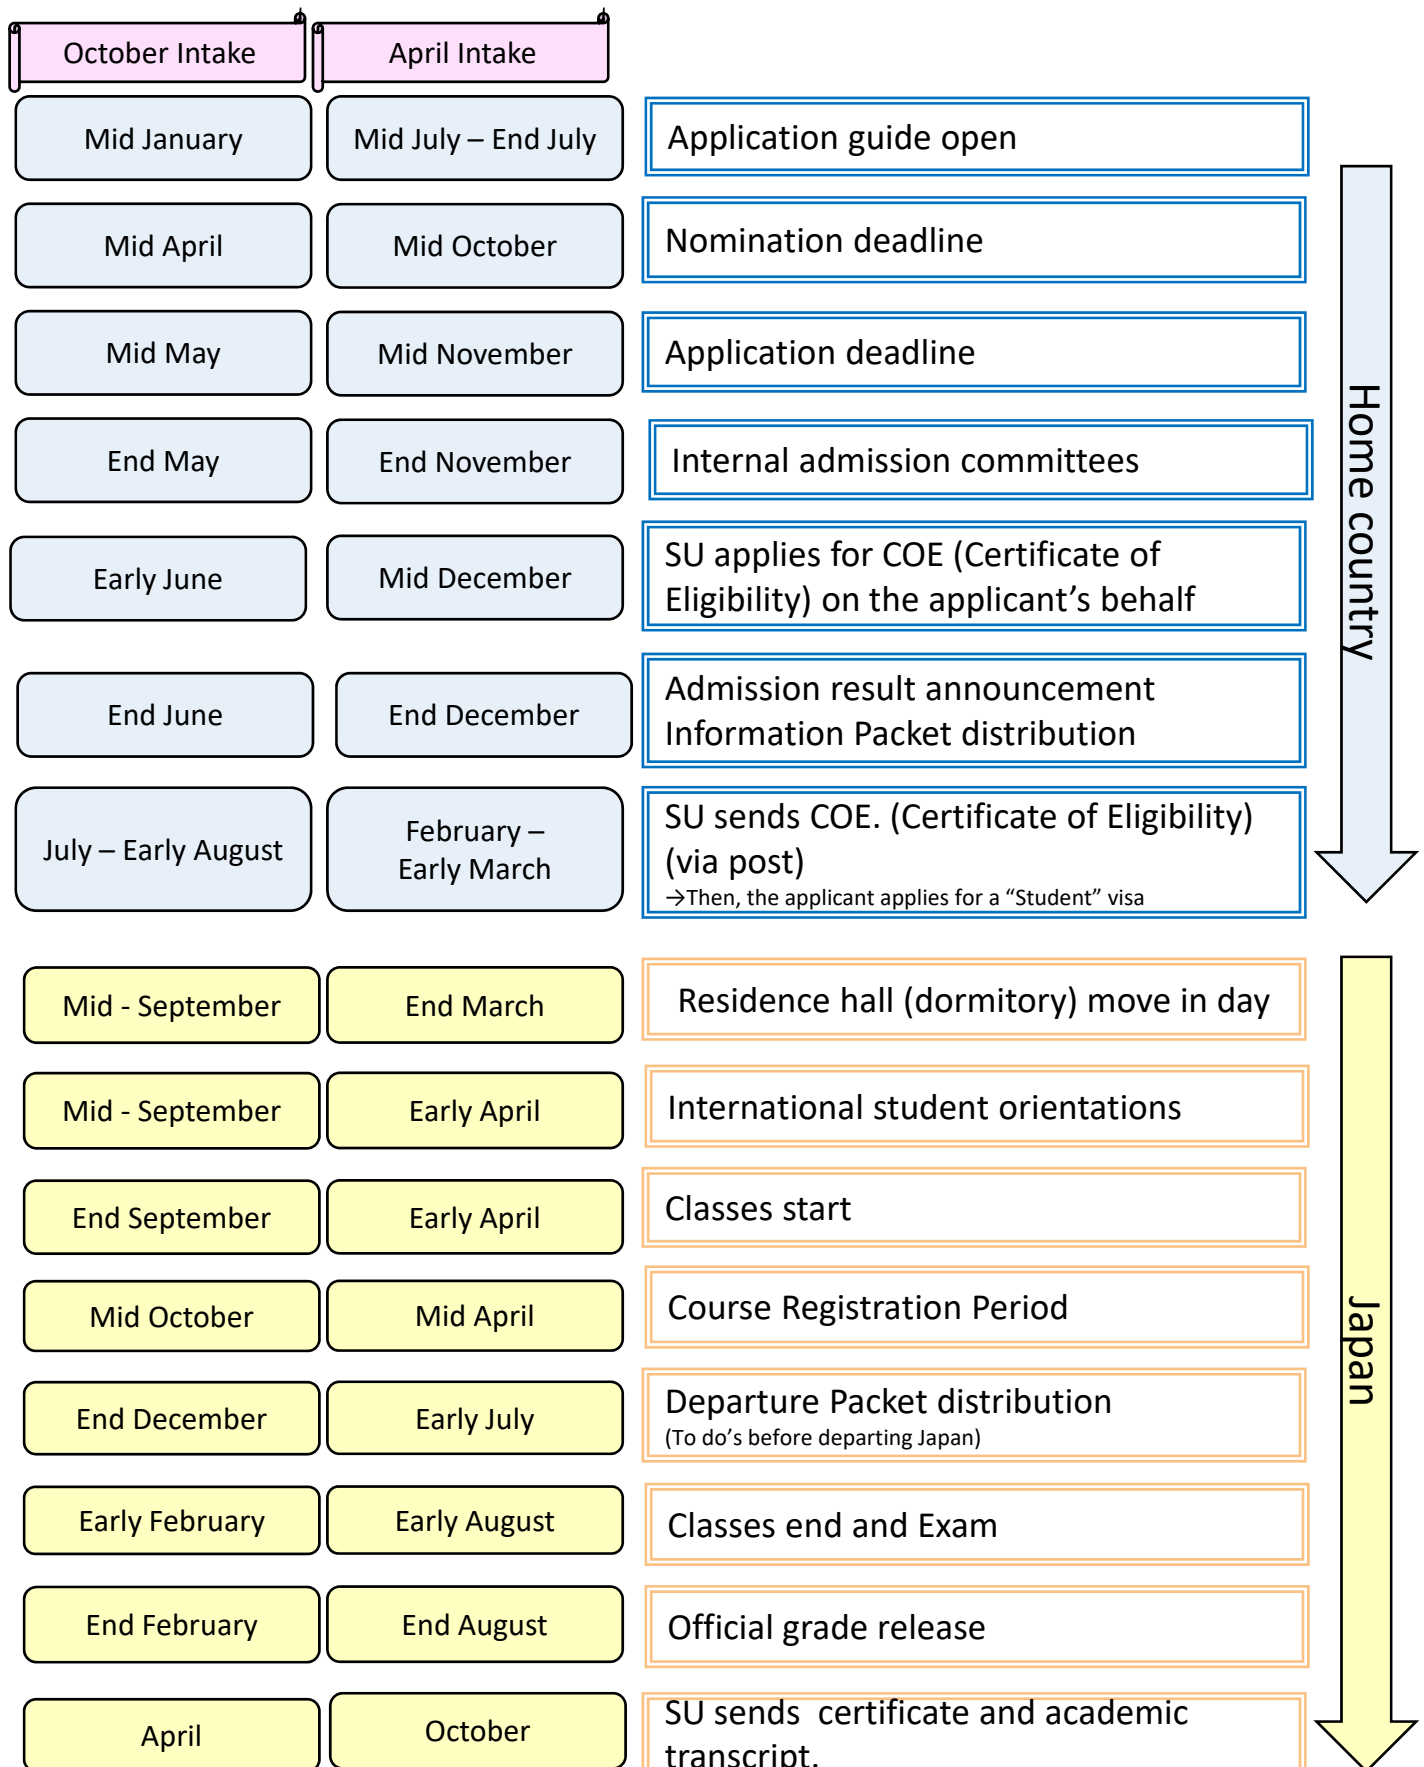 October Intake
April Intake
Mid January
Mid July – End July
Application guide open
Mid April
Mid October
Nomination deadline
Mid May
Mid November
Application deadline
End May
End November
Internal admission committees
Early June
Mid December
SU applies for COE (Certificate of
Eligibility) on the applicant’s behalf
End June
End December
Admission result announcement
Information Packet distribution
July – Early August
February –
Early March
SU sends COE. (Certificate of Eligibility)
(via post)
→Then, the applicant applies for a “Student” visa
Home country
Mid - September
End March
Residence hall (dormitory) move in day
Mid - September
Early April
International student orientations
End September
Early April
Classes start
Mid October
Mid April
Course Registration Period
End December
Early July
Departure Packet distribution
(To do’s before departing Japan)
Early February
Early August
Classes end and Exam
End February
End August
Official grade release
April
October
SU sends  certificate and academic
transcript.
Japan